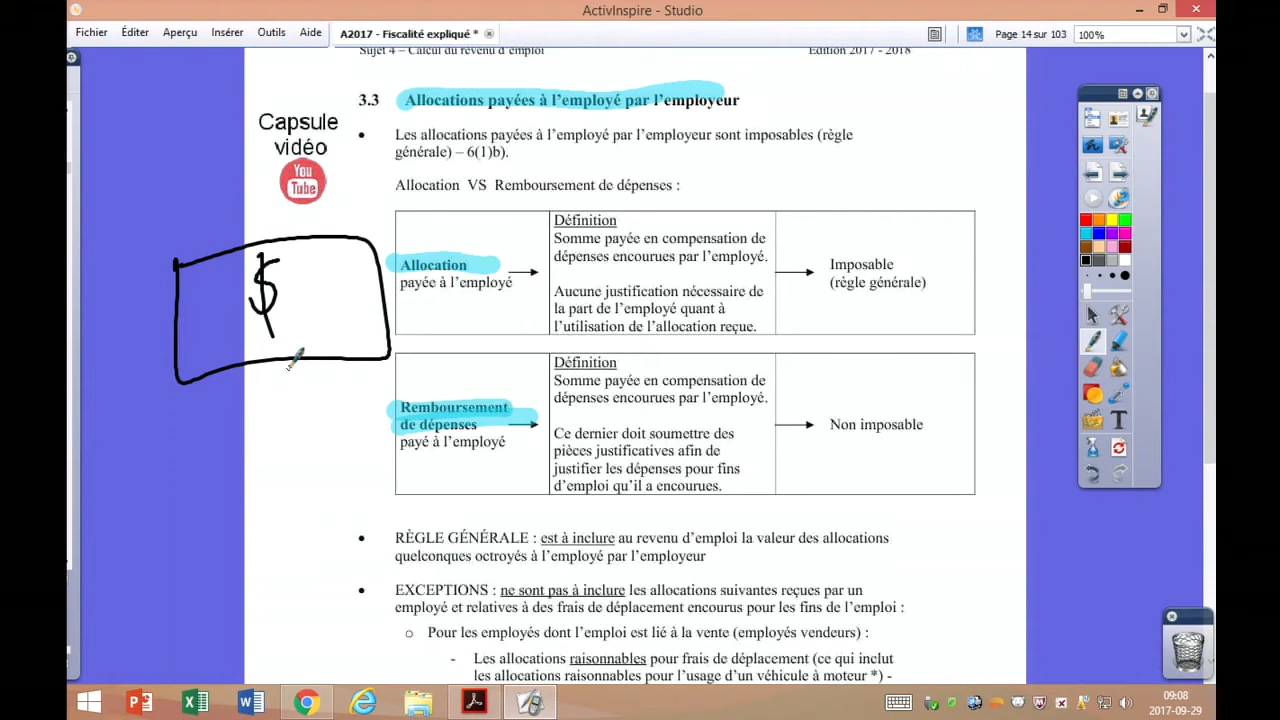 ActivInspire - Studio
Fichier Éditer Aperçu Insérer Outils Aide A2017 - Fiscalité expliqué * Page 14 sur 103 100%
Sujet 4 – Calcul du revenu d'emploi Édition 2017 - 2018
3.3 Allocations payées à l'employé par l'employeur
Capsule
vidéo
You
Tube
• Les allocations payées à l'employé par l'employeur sont imposables (règle
générale) – 6(1)b).
Allocation VS Remboursement de dépenses :
$
Allocation
payée à l'employé
Définition
Somme payée en compensation de
dépenses encourues par l'employé.
Aucune justification nécessaire de
la part de l'employé quant à
l'utilisation de l'allocation reçue.
Imposable
(règle générale)
Remboursement
de dépenses
payé à l'employé
Définition
Somme payée en compensation de
dépenses encourues par l'employé.
Ce dernier doit soumettre des
pièces justificatives afin de
justifier les dépenses pour fins
d'emploi qu'il a encourues.
Non imposable
• RÈGLE GÉNÉRALE : est à inclure au revenu d'emploi la valeur des allocations
quelconques octroyés à l'employé par l'employeur
• EXCEPTIONS : ne sont pas à inclure les allocations suivantes reçues par un
employé et relatives à des frais de déplacement encourus pour les fins de l'emploi :
o Pour les employés dont l'emploi est lié à la vente (employés vendeurs) :
- Les allocations raisonnables pour frais de déplacement (ce qui inclut
les allocations raisonnables pour l'usage d'un véhicule à moteur *) -
09:08
2017-09-29